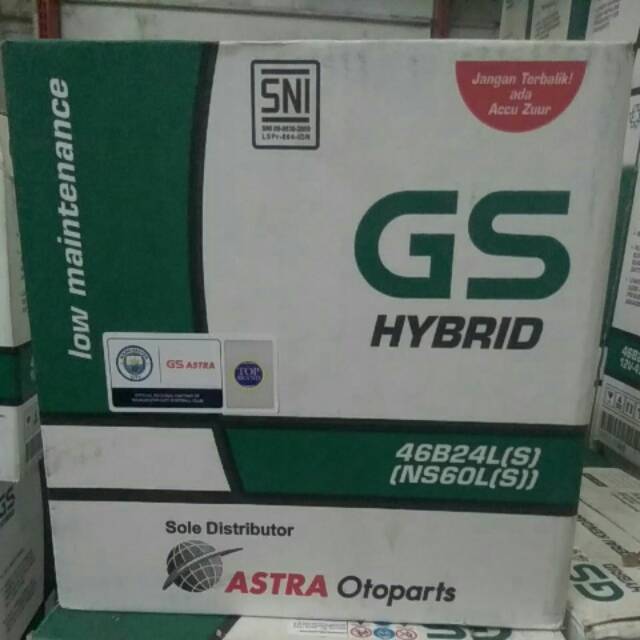 low maintenance
SNI
Jangan Terbalik!
ada
Accu Zuur
GS
HYBRID
GS ASTRA
TOP
BRAND
46B24L(S)
(NS60L(S))
Sole Distributor
ASTRA Otoparts
GS